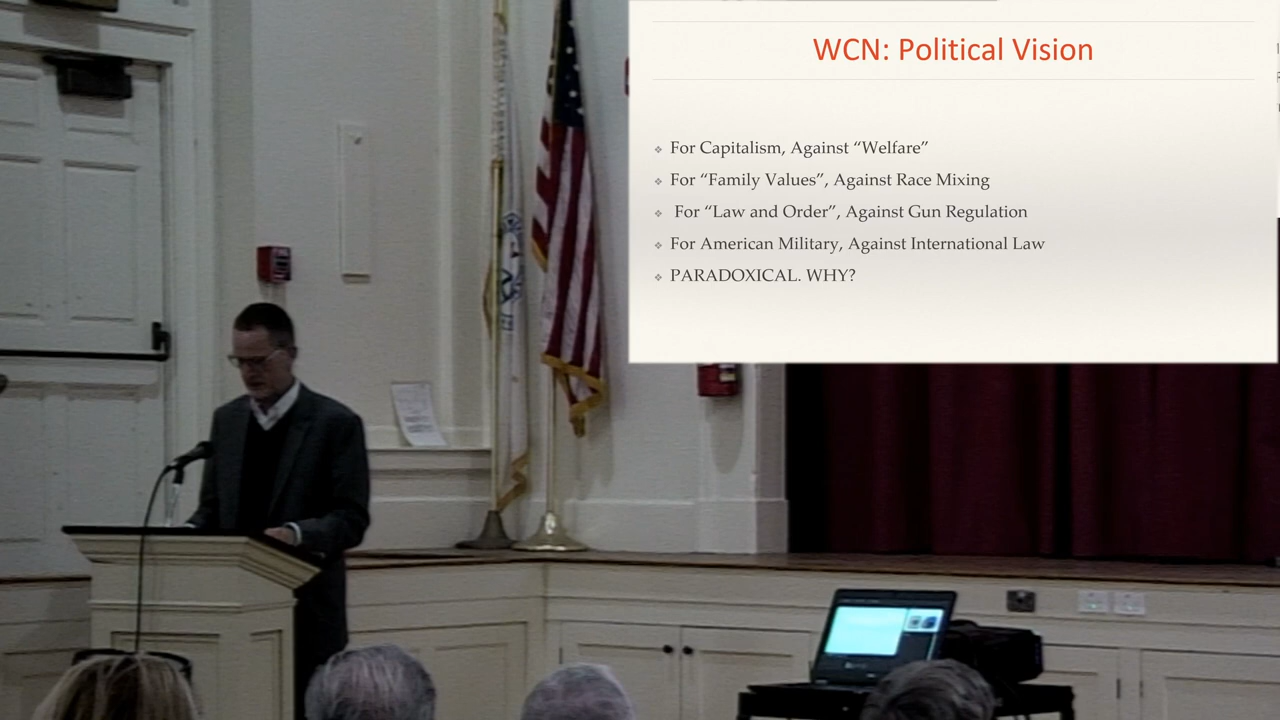 WCN: Political Vision
For Capitalism, Against “Welfare”
For “Family Values”, Against Race Mixing
For “Law and Order”, Against Gun Regulation
For American Military, Against International Law
PARADOXICAL. WHY?